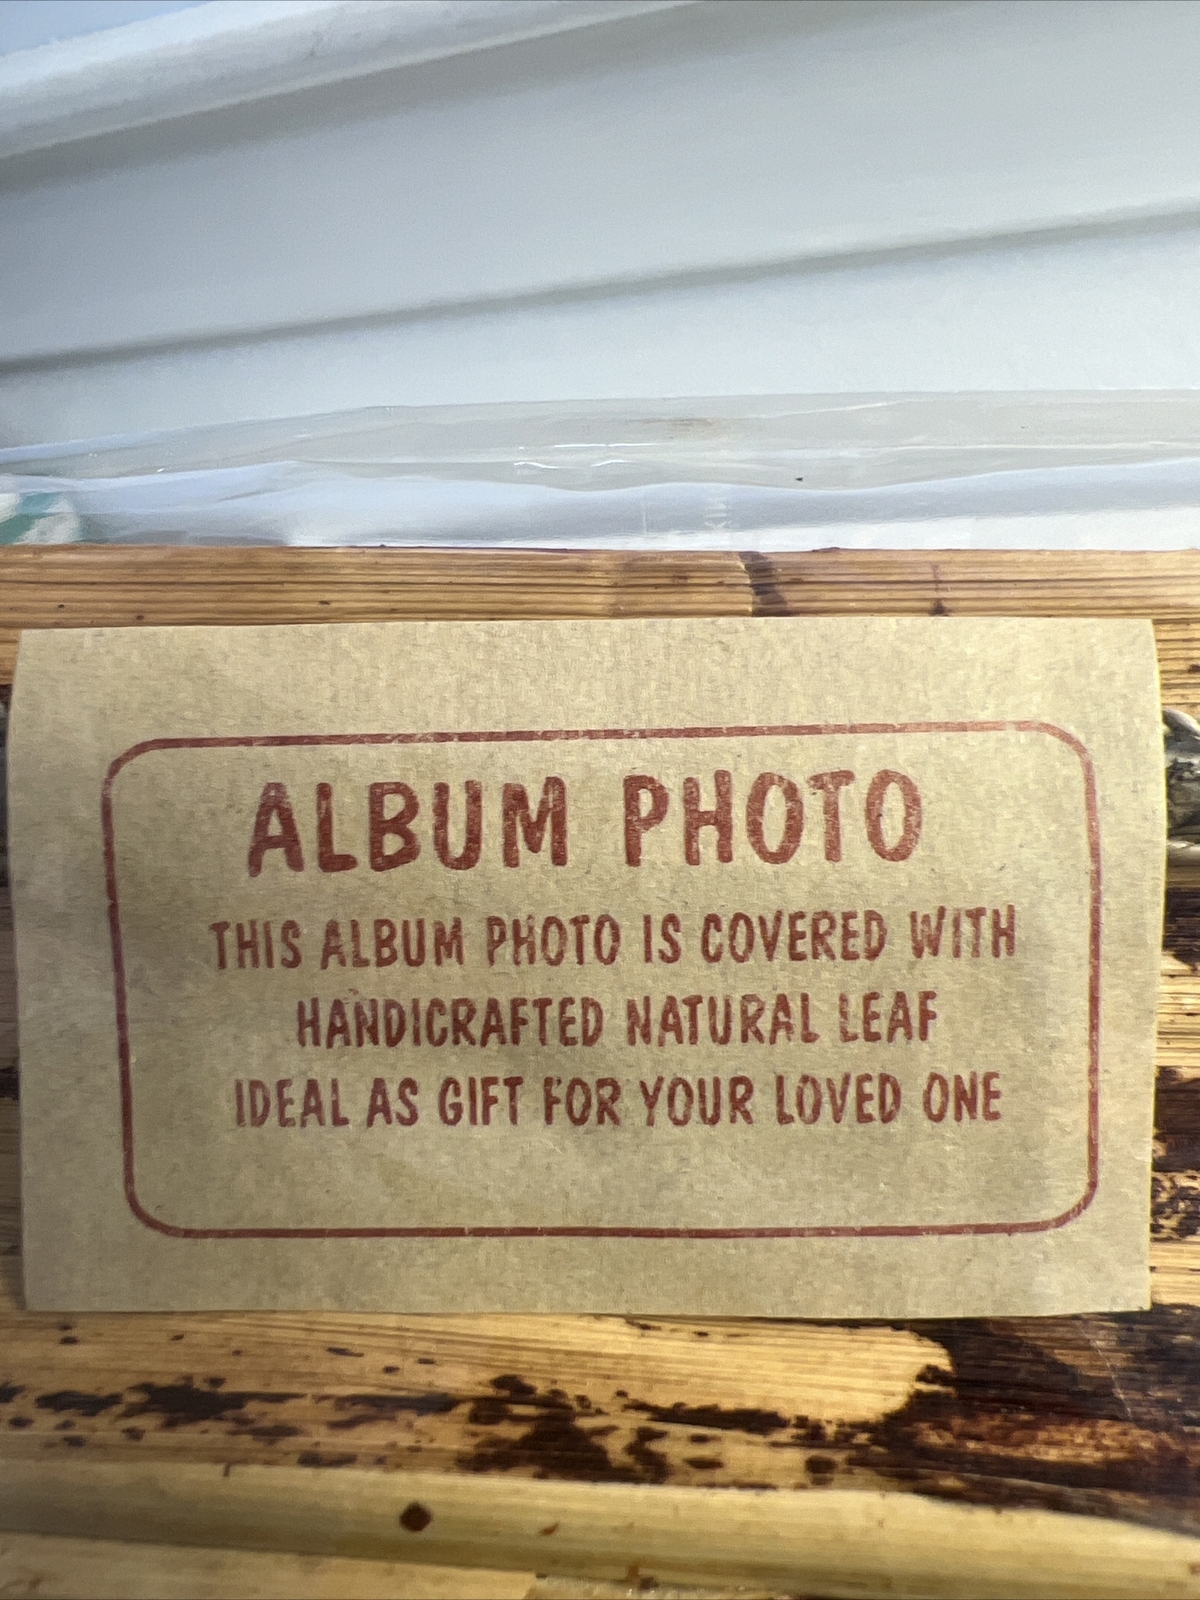 ALBUM PHOTO
THIS ALBUM PHOTO IS COVERED WITH
HANDICRAFTED NATURAL LEAF
IDEAL AS GIFT FOR YOUR LOVED ONE